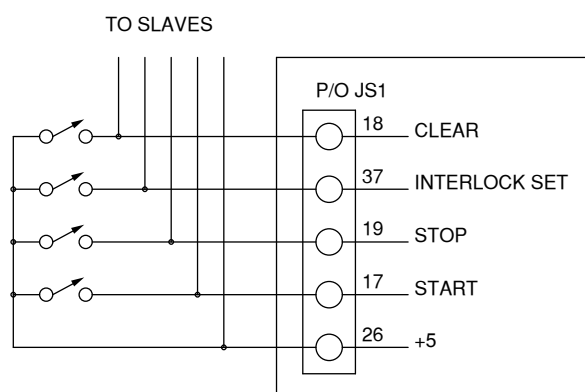 TO SLAVES
P/O JS1
18 CLEAR
37 INTERLOCK SET
19 STOP
17 START
26 +5